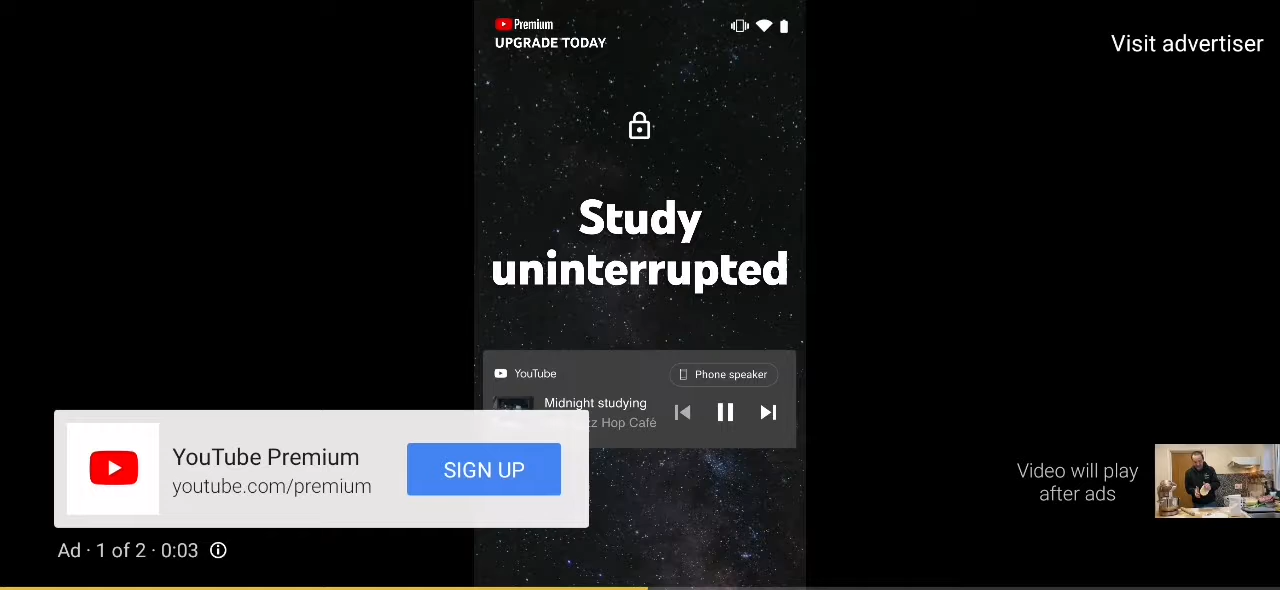 Premium
UPGRADE TODAY
Visit advertiser
Study
uninterrupted
YouTube
Phone speaker
Midnight studying
Hop Café
YouTube Premium
youtube.com/premium
SIGN UP
Video will play
after ads
Ad · 1 of 2 · 0:03